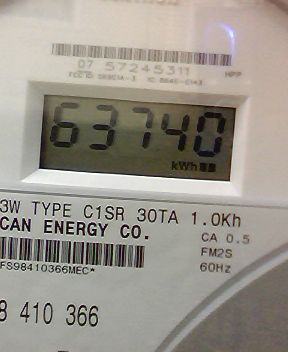 07 57245311
HPP
63740
kWh
3W TYPE C1SR 30TA 1.0Kh
CAN ENERGY CO.
CA 0.5
FM2S
60Hz
FS98410366MEC*
8 410 366